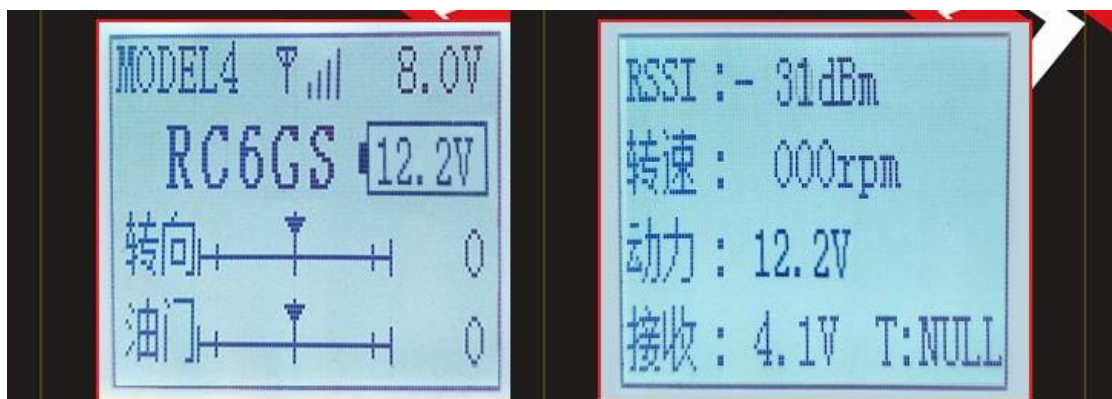 MODEL4 8.0V
RC6GS 12.2V
转向 0
油门 0
RSSI:- 31dBm
转速: 000rpm
动力: 12.2V
接收: 4.1V T:NULL